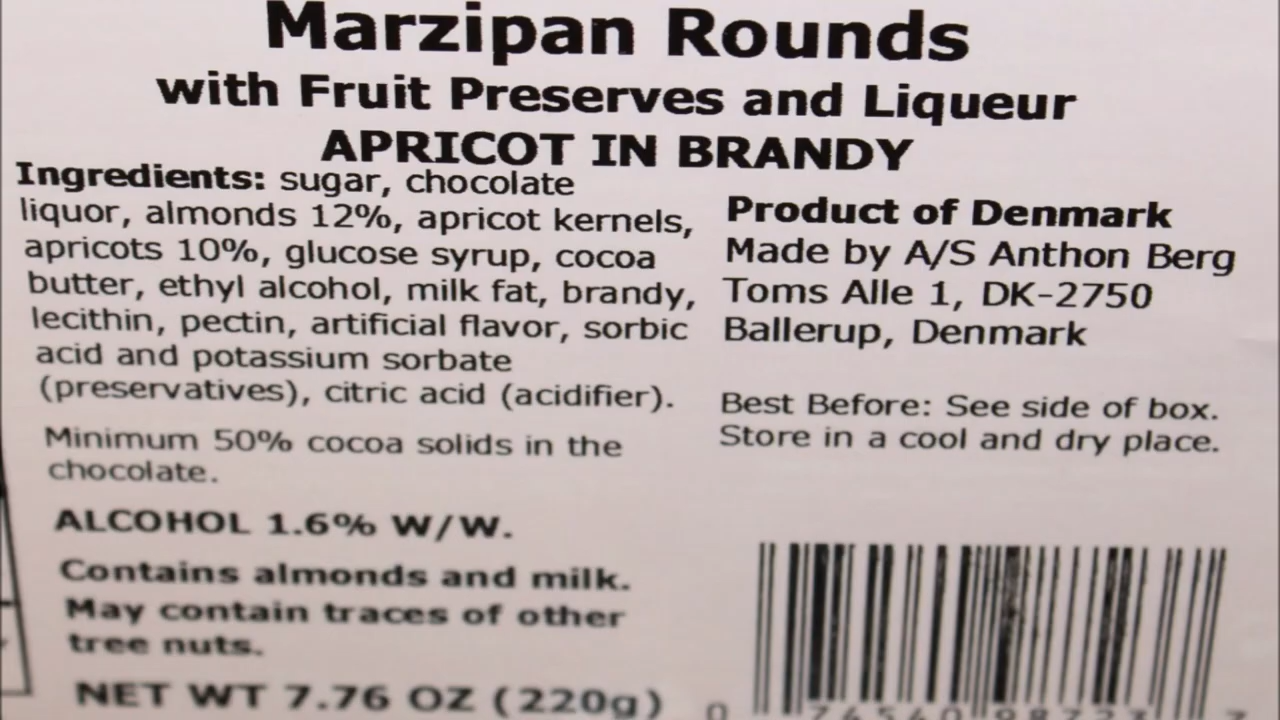 Marzipan Rounds
with Fruit Preserves and Liqueur
APRICOT IN BRANDY
Ingredients: sugar, chocolate
liquor, almonds 12%, apricot kernels,
apricots 10%, glucose syrup, cocoa
butter, ethyl alcohol, milk fat, brandy,
lecithin, pectin, artificial flavor, sorbic
acid and potassium sorbate
(preservatives), citric acid (acidifier).
Minimum 50% cocoa solids in the
chocolate.
ALCOHOL 1.6% W/W.
Contains almonds and milk.
May contain traces of other
tree nuts.
NET WT 7.76 OZ (220g)
Product of Denmark
Made by A/S Anthon Berg
Toms Alle 1, DK-2750
Ballerup, Denmark
Best Before: See side of box.
Store in a cool and dry place.